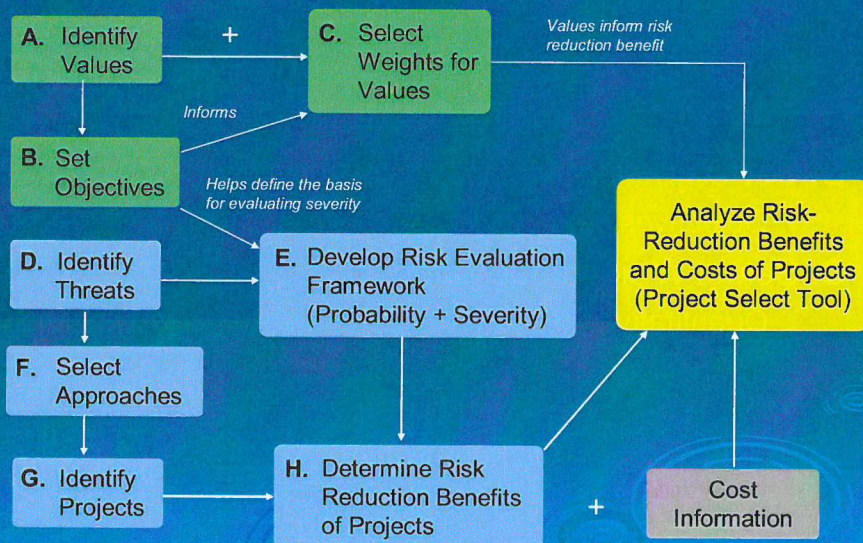 A. Identify
Values
+
C. Select
Weights for
Values
Values inform risk
reduction benefit
Informs
B. Set
Objectives
Helps define the basis
for evaluating severity
Analyze Risk-
Reduction Benefits
and Costs of Projects
(Project Select Tool)
D. Identify
Threats
E. Develop Risk Evaluation
Framework
(Probability + Severity)
F. Select
Approaches
G. Identify
Projects
H. Determine Risk
Reduction Benefits
of Projects
+
Cost
Information